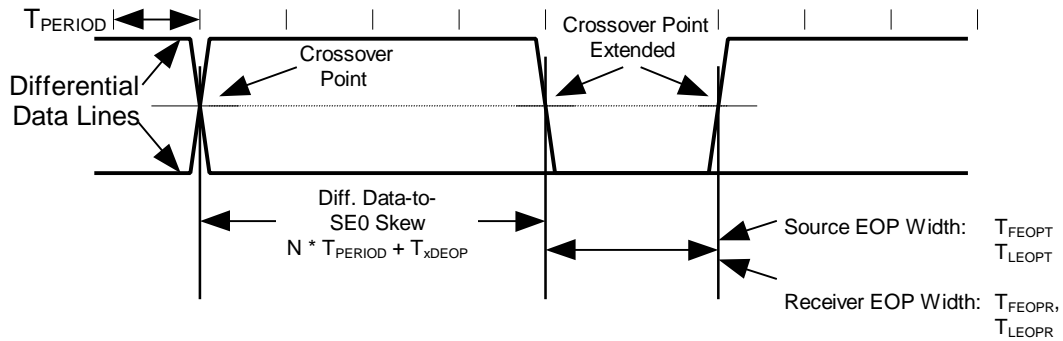 TPERIOD
Differential
Data Lines
Crossover
Point
Crossover Point
Extended
Diff. Data-to-
SE0 Skew
N * TPERIOD + TxDEOP
Source EOP Width: TFEOPT
TLEOPT
Receiver EOP Width: TFEOPR,
TLEOPR